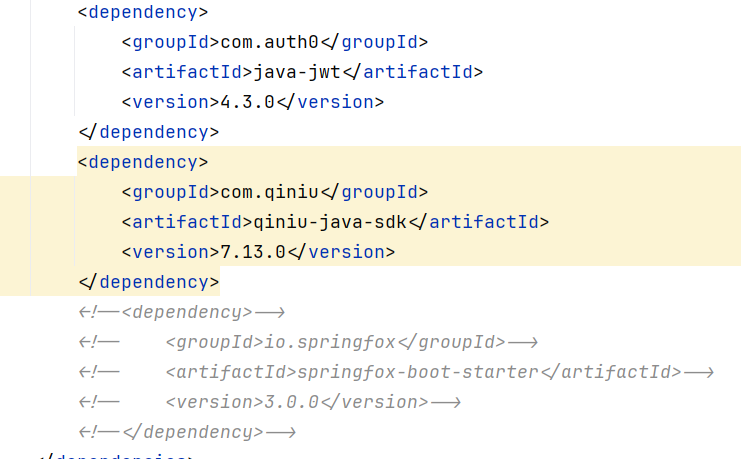 <dependency>
<groupId>com.auth0</groupId>
<artifactId>java-jwt</artifactId>
<version>4.3.0</version>
</dependency>
<dependency>
<groupId>com.qiniu</groupId>
<artifactId>qiniu-java-sdk</artifactId>
<version>7.13.0</version>
</dependency>
<!--<dependency>-->
<!--    <groupId>io.springfox</groupId>-->
<!--    <artifactId>springfox-boot-starter</artifactId>-->
<!--    <version>3.0.0</version>-->
<!--</dependency>-->
</dependencies>